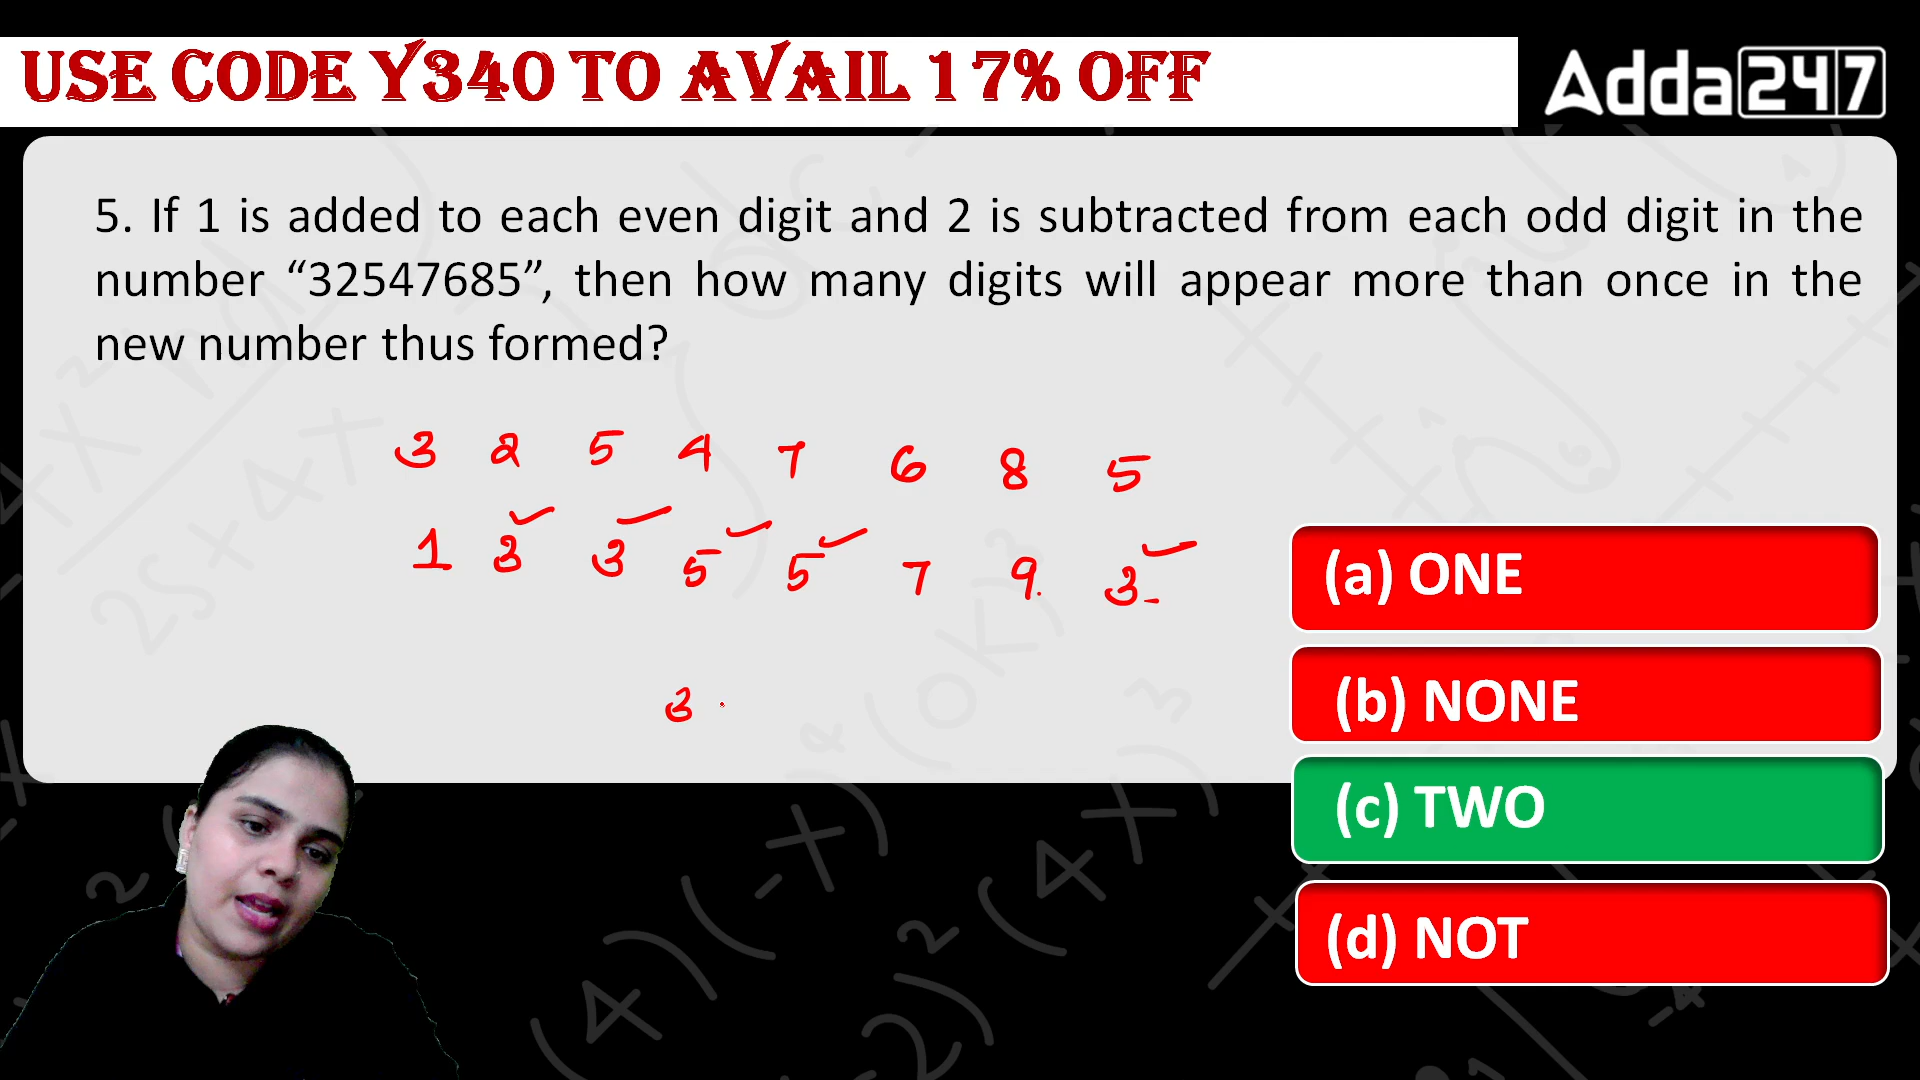 USE CODE Y340 TO AVAIL 17% OFF
Adda247
5. If 1 is added to each even digit and 2 is subtracted from each odd digit in the
number “32547685”, then how many digits will appear more than once in the
new number thus formed?
3 2 5 4 7 6 8 5
1 3 3 5 5 7 9. 3
3
(a) ONE
(b) NONE
(c) TWO
(d) NOT